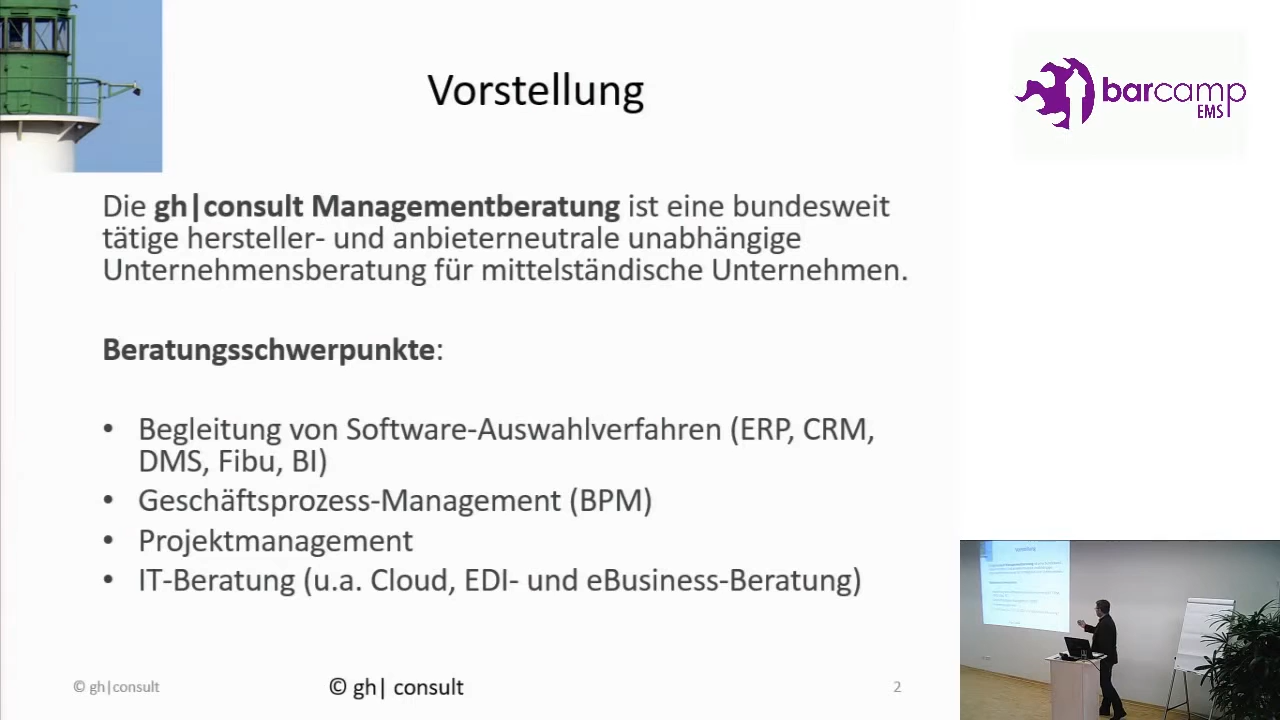 Vorstellung
barcamp
EMS
Die gh|consult Managementberatung ist eine bundesweit
tätige hersteller- und anbieterneutrale unabhängige
Unternehmensberatung für mittelständische Unternehmen.
Beratungsschwerpunkte:
• Begleitung von Software-Auswahlverfahren (ERP, CRM,
DMS, Fibu, BI)
• Geschäftsprozess-Management (BPM)
• Projektmanagement
• IT-Beratung (u.a. Cloud, EDI- und eBusiness-Beratung)
© gh|consult
© gh| consult
2
Vorstellung